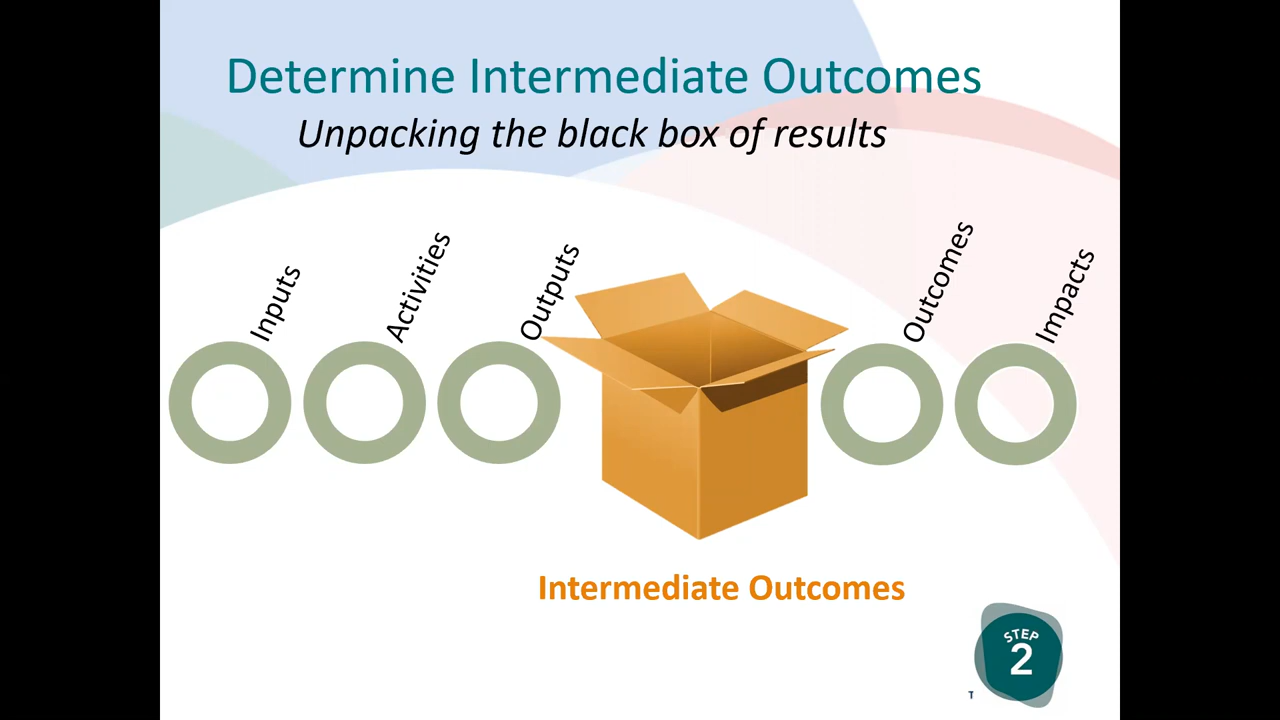 Determine Intermediate Outcomes
Unpacking the black box of results
Inputs
Activities
Outputs
Outcomes
Impacts
Intermediate Outcomes
STEP
2
T